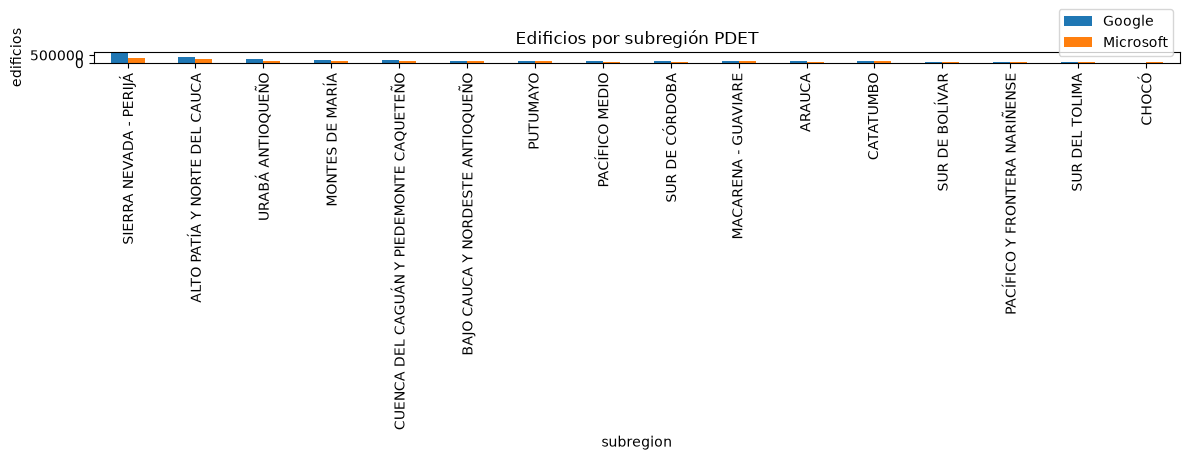 Google
Microsoft
Edificios por subregión PDET
edificios
500000
0
SIERRA NEVADA - PERIJÁ
ALTO PATÍA Y NORTE DEL CAUCA
URABÁ ANTIOQUEÑO
MONTES DE MARÍA
CUENCA DEL CAGUÁN Y PIEDEMONTE CAQUETEÑO
BAJO CAUCA Y NORDESTE ANTIOQUEÑO
PUTUMAYO
PACÍFICO MEDIO
SUR DE CÓRDOBA
MACARENA - GUAVIARE
ARAUCA
CATATUMBO
SUR DE BOLÍVAR
PACÍFICO Y FRONTERA NARIÑENSE
SUR DEL TOLIMA
CHOCÓ
subregion